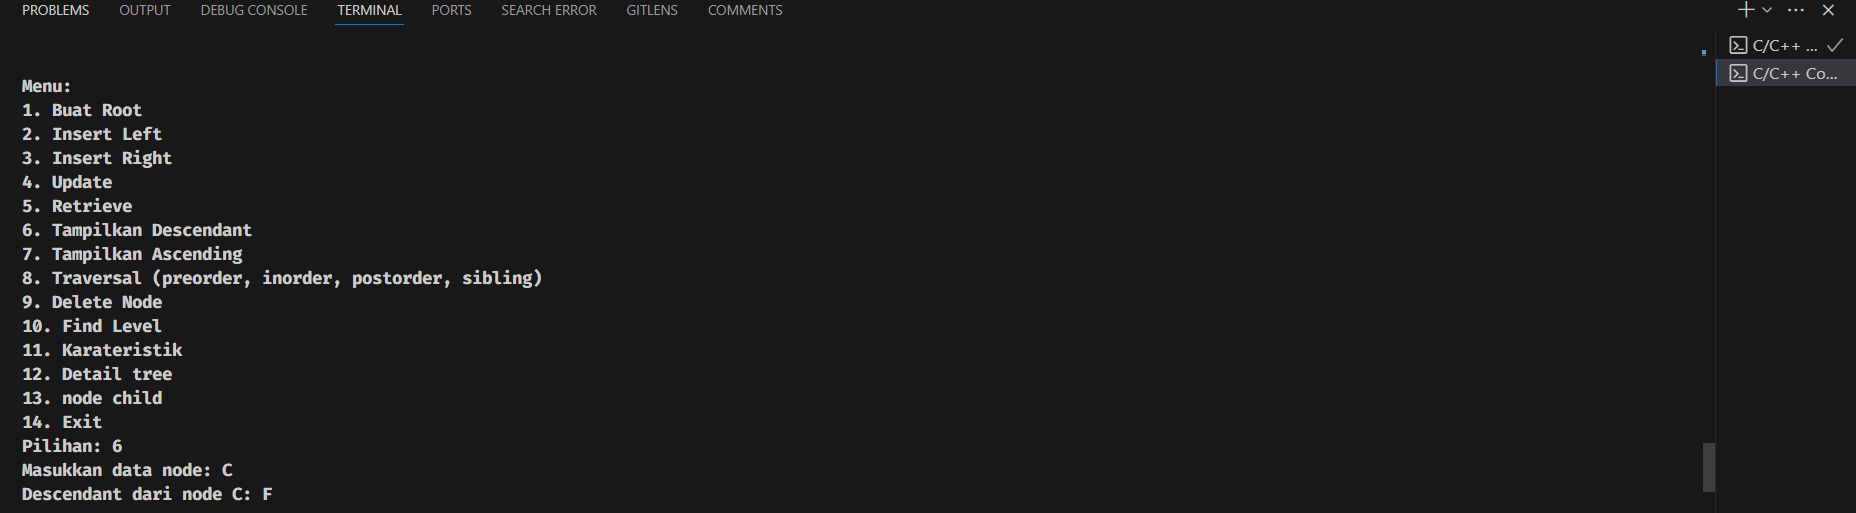 PROBLEMS OUTPUT DEBUG CONSOLE TERMINAL PORTS SEARCH ERROR GITLENS COMMENTS
C/C++ ...
C/C++ Co...
Menu:
1. Buat Root
2. Insert Left
3. Insert Right
4. Update
5. Retrieve
6. Tampilkan Descendant
7. Tampilkan Ascending
8. Traversal (preorder, inorder, postorder, sibling)
9. Delete Node
10. Find Level
11. Karateristik
12. Detail tree
13. node child
14. Exit
Pilihan: 6
Masukkan data node: C
Descendant dari node C: F